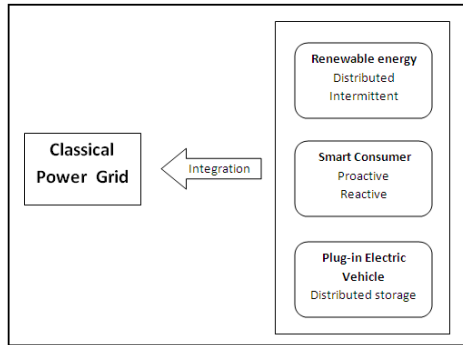 Classical
Power Grid
Integration
Renewable energy
Distributed
Intermittent
Smart Consumer
Proactive
Reactive
Plug-in Electric
Vehicle
Distributed storage